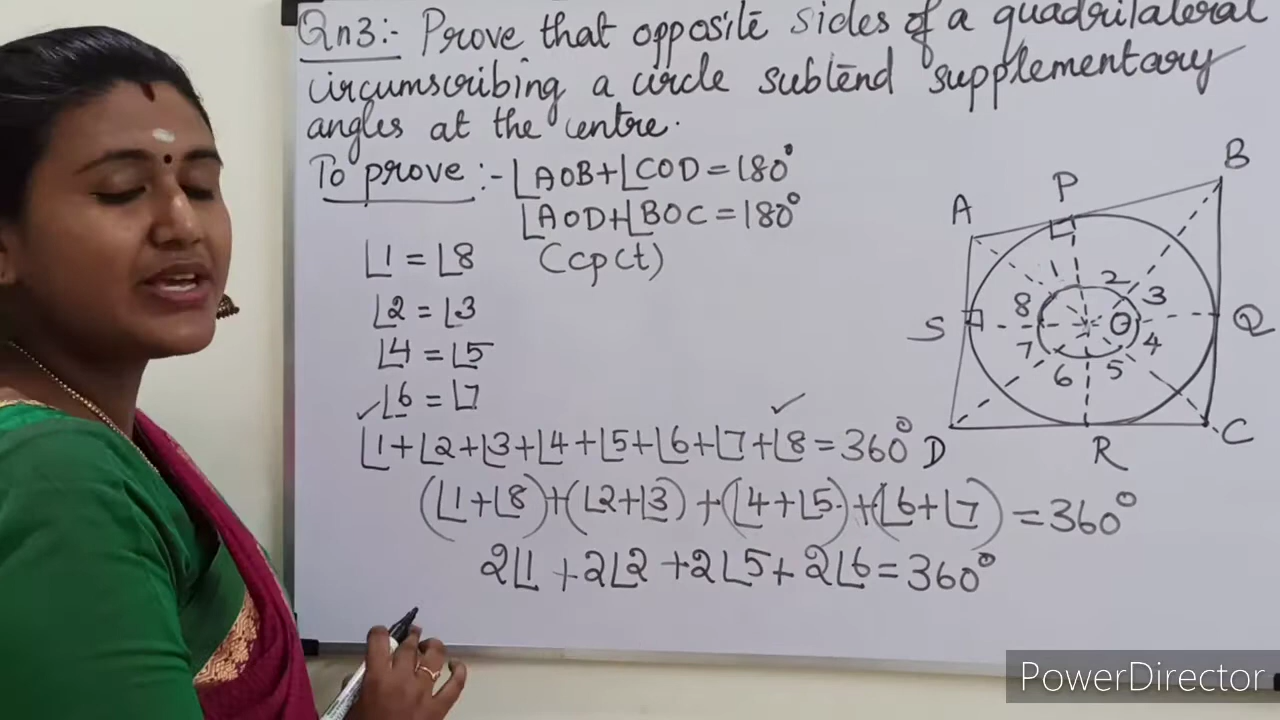 Qn3:- Prove that opposite sides of a quadrilateral
circumscribing a circle subtend supplementary
angles at the centre.
To prove :- ∠AOB+∠COD=180°
∠AOD+∠BOC=180°
∠1=∠8 (cpct)
∠2=∠3
∠4=∠5
✓∠6=∠7
∠1+∠2+∠3+∠4+∠5+∠6+∠7+∠8=360°
(∠1+∠8)+(∠2+∠3)+(∠4+∠5)+(∠6+∠7)=360°
2∠1+2∠2+2∠5+2∠6=360°
A P B
1 2
8 3
S O Q
7 4
6 5
D R C
PowerDirector